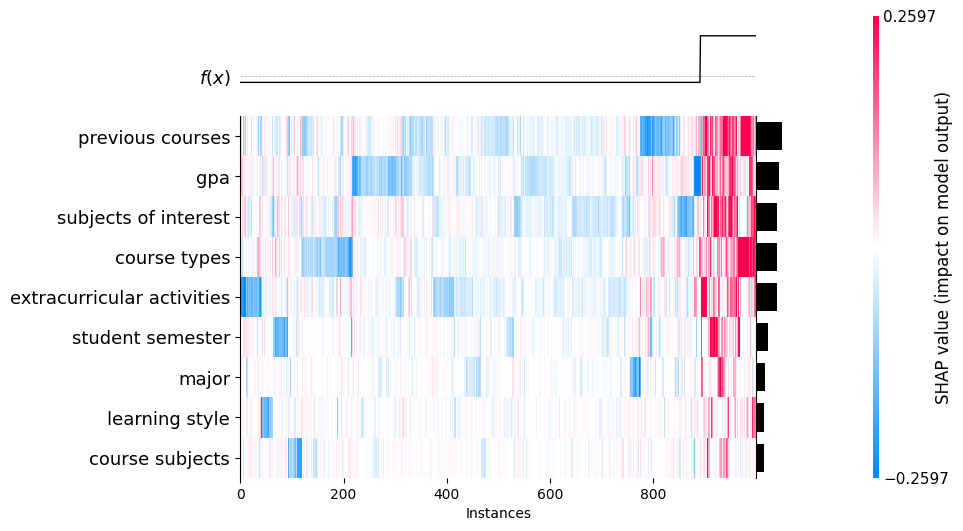 0.2597
f(x)
previous courses
gpa
subjects of interest
course types
extracurricular activities
student semester
major
learning style
course subjects
0 200 400 600 800
Instances
SHAP value (impact on model output)
−0.2597